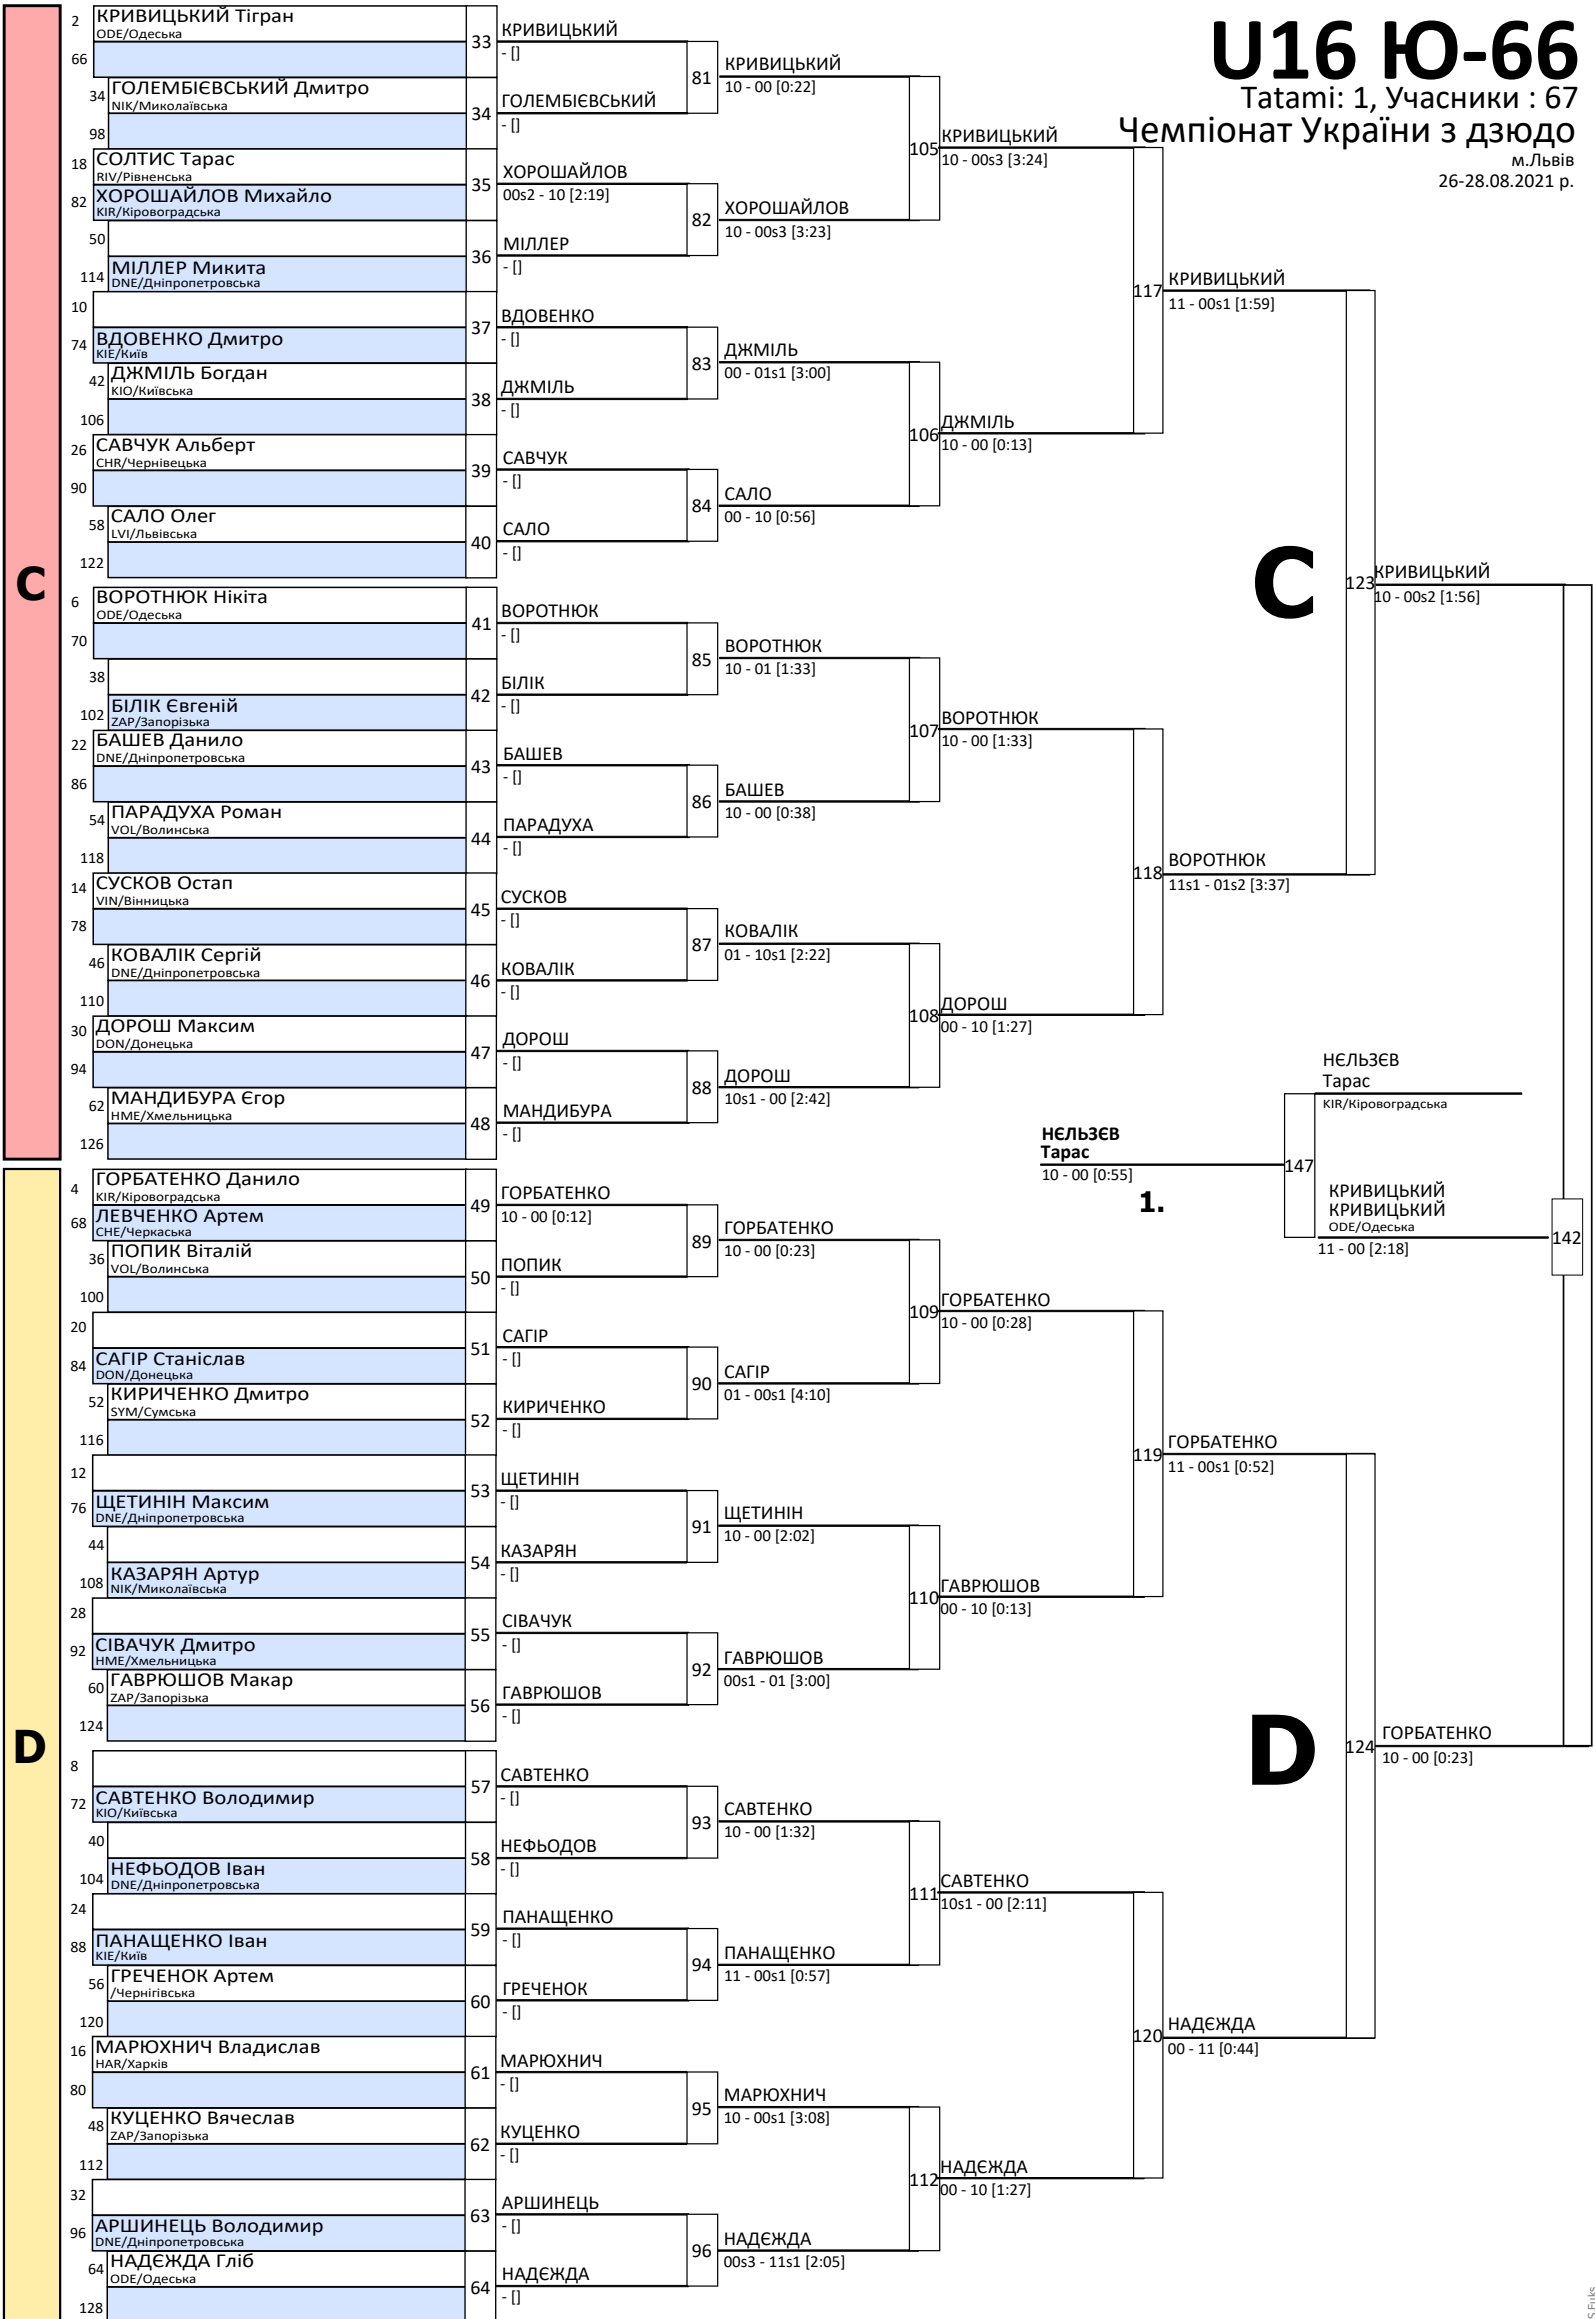 U16 Ю-66
Tatami: 1, Учасники : 67
Чемпіонат України з дзюдо
м.Львів
26-28.08.2021 р.
C
2 КРИВИЦЬКИЙ Тігран
ODE/Одеська
66
33
34 ГОЛЕМБІЄВСЬКИЙ Дмитро
NIK/Миколаївська
98
34
18 СОЛТИС Тарас
RIV/Рівненська
82 ХОРОШАЙЛОВ Михайло
KIR/Кіровоградська
35
50
114 МІЛЛЕР Микита
DNE/Дніпропетровська
36
10
74 ВДОВЕНКО Дмитро
KIE/Київ
37
42 ДЖМІЛЬ Богдан
KIO/Київська
106
38
26 САВЧУК Альберт
CHR/Чернівецька
90
39
58 САЛО Олег
LVI/Львівська
122
40
6 ВОРОТНЮК Нікіта
ODE/Одеська
70
41
38
102 БІЛІК Євгеній
ZAP/Запорізька
42
22 БАШЕВ Данило
DNE/Дніпропетровська
86
43
54 ПАРАДУХА Роман
VOL/Волинська
118
44
14 СУСКОВ Остап
VIN/Вінницька
78
45
46 КОВАЛІК Сергій
DNE/Дніпропетровська
110
46
30 ДОРОШ Максим
DON/Донецька
94
47
62 МАНДИБУРА Єгор
HME/Хмельницька
126
48
D
4 ГОРБАТЕНКО Данило
KIR/Кіровоградська
68 ЛЕВЧЕНКО Артем
CHE/Черкаська
49
36 ПОПИК Віталій
VOL/Волинська
100
50
20
84 САГІР Станіслав
DON/Донецька
51
52 КИРИЧЕНКО Дмитро
SYM/Сумська
116
52
12
76 ЩЕТИНІН Максим
DNE/Дніпропетровська
53
44
108 КАЗАРЯН Артур
NIK/Миколаївська
54
28
92 СІВАЧУК Дмитро
HME/Хмельницька
55
60 ГАВРЮШОВ Макар
ZAP/Запорізька
124
56
8
72 САВТЕНКО Володимир
KIO/Київська
57
40
104 НЕФЬОДОВ Іван
DNE/Дніпропетровська
58
24
88 ПАНАЩЕНКО Іван
KIE/Київ
59
56 ГРЕЧЕНОК Артем
/Чернігівська
120
60
16 МАРЮХНИЧ Владислав
HAR/Харків
80
61
48 КУЦЕНКО Вячеслав
ZAP/Запорізька
112
62
32
96 АРШИНЕЦЬ Володимир
DNE/Дніпропетровська
63
64 НАДЄЖДА Гліб
ODE/Одеська
128
64
КРИВИЦЬКИЙ
- []
81
ГОЛЕМБІЄВСЬКИЙ
- []
ХОРОШАЙЛОВ
00s2 - 10 [2:19]
82
МІЛЛЕР
- []
ВДОВЕНКО
- []
83
ДЖМІЛЬ
- []
САВЧУК
- []
84
САЛО
- []
ВОРОТНЮК
- []
85
БІЛІК
- []
БАШЕВ
- []
86
ПАРАДУХА
- []
СУСКОВ
- []
87
КОВАЛІК
- []
ДОРОШ
- []
88
МАНДИБУРА
- []
ГОРБАТЕНКО
10 - 00 [0:12]
89
ПОПИК
- []
САГІР
- []
90
КИРИЧЕНКО
- []
ЩЕТИНІН
- []
91
КАЗАРЯН
- []
СІВАЧУК
- []
92
ГАВРЮШОВ
- []
САВТЕНКО
- []
93
НЕФЬОДОВ
- []
ПАНАЩЕНКО
- []
94
ГРЕЧЕНОК
- []
МАРЮХНИЧ
- []
95
КУЦЕНКО
- []
АРШИНЕЦЬ
- []
96
НАДЄЖДА
- []
КРИВИЦЬКИЙ
10 - 00 [0:22]
105
ХОРОШАЙЛОВ
10 - 00s3 [3:23]
ДЖМІЛЬ
00 - 01s1 [3:00]
106
САЛО
00 - 10 [0:56]
ВОРОТНЮК
10 - 01 [1:33]
107
БАШЕВ
10 - 00 [0:38]
КОВАЛІК
01 - 10s1 [2:22]
108
ДОРОШ
10s1 - 00 [2:42]
ГОРБАТЕНКО
10 - 00 [0:23]
109
САГІР
01 - 00s1 [4:10]
ЩЕТИНІН
10 - 00 [2:02]
110
ГАВРЮШОВ
00s1 - 01 [3:00]
САВТЕНКО
10 - 00 [1:32]
111
ПАНАЩЕНКО
11 - 00s1 [0:57]
МАРЮХНИЧ
10 - 00s1 [3:08]
112
НАДЄЖДА
00s3 - 11s1 [2:05]
КРИВИЦЬКИЙ
10 - 00s3 [3:24]
117
ДЖМІЛЬ
10 - 00 [0:13]
ВОРОТНЮК
10 - 00 [1:33]
118
ДОРОШ
00 - 10 [1:27]
ГОРБАТЕНКО
10 - 00 [0:28]
119
ГАВРЮШОВ
00 - 10 [0:13]
САВТЕНКО
10s1 - 00 [2:11]
120
НАДЄЖДА
00 - 10 [1:27]
КРИВИЦЬКИЙ
11 - 00s1 [1:59]
C
123
ВОРОТНЮК
11s1 - 01s2 [3:37]
ГОРБАТЕНКО
11 - 00s1 [0:52]
D
124
НАДЄЖДА
00 - 11 [0:44]
КРИВИЦЬКИЙ
10 - 00s2 [1:56]
ГОРБАТЕНКО
10 - 00 [0:23]
142
НЄЛЬЗЄВ
Тарас
KIR/Кіровоградська
НЄЛЬЗЄВ
Тарас
10 - 00 [0:55]
1.
147
КРИВИЦЬКИЙ
КРИВИЦЬКИЙ
ODE/Одеська
11 - 00 [2:18]
S.Fuks